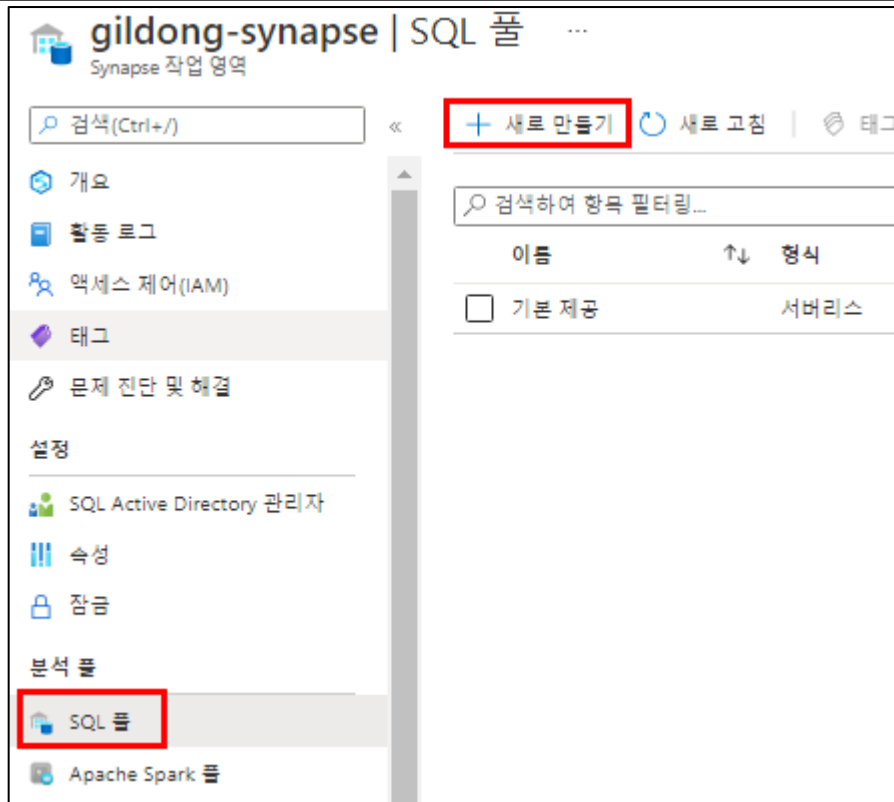 gildong-synapse | SQL 풀 ...
Synapse 작업 영역
검색(Ctrl+/)
«
개요
활동 로그
액세스 제어(IAM)
태그
문제 진단 및 해결
설정
SQL Active Directory 관리자
속성
잠금
분석 풀
SQL 풀
Apache Spark 풀
+ 새로 만들기 새로 고침 | 태그
검색하여 항목 필터링...
이름 ↑↓ 형식
기본 제공 서버리스